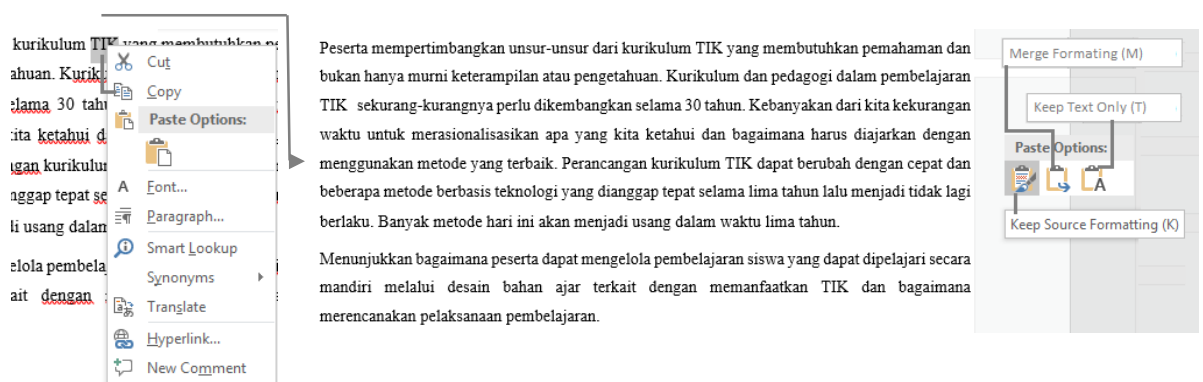 kurikulum TIK yang membutuhkan pe
ahuan. Kurik
elama 30 tahu
ita ketahui d
ngan kurikulur
nggap tepat se
li usang dalam
elola pembela
ait dengan
Cut
Copy
Paste Options:
Font...
Paragraph...
Smart Lookup
Synonyms
Translate
Hyperlink...
New Comment
Peserta mempertimbangkan unsur-unsur dari kurikulum TIK yang membutuhkan pemahaman dan
bukan hanya murni keterampilan atau pengetahuan. Kurikulum dan pedagogi dalam pembelajaran
TIK sekurang-kurangnya perlu dikembangkan selama 30 tahun. Kebanyakan dari kita kekurangan
waktu untuk merasionalisasikan apa yang kita ketahui dan bagaimana harus diajarkan dengan
menggunakan metode yang terbaik. Perancangan kurikulum TIK dapat berubah dengan cepat dan
beberapa metode berbasis teknologi yang dianggap tepat selama lima tahun lalu menjadi tidak lagi
berlaku. Banyak metode hari ini akan menjadi usang dalam waktu lima tahun.
Menunjukkan bagaimana peserta dapat mengelola pembelajaran siswa yang dapat dipelajari secara
mandiri melalui desain bahan ajar terkait dengan memanfaatkan TIK dan bagaimana
merencanakan pelaksanaan pembelajaran.
Merge Formating (M)
Keep Text Only (T)
Paste Options:
Keep Source Formatting (K)